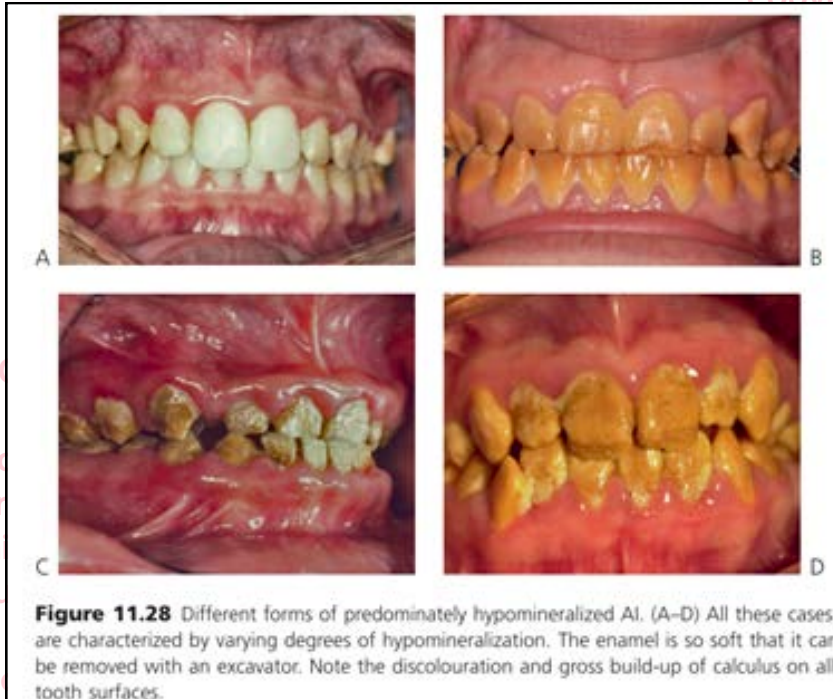 A
B
C
D
Figure 11.28 Different forms of predominately hypomineralized AI. (A–D) All these cases
are characterized by varying degrees of hypomineralization. The enamel is so soft that it can
be removed with an excavator. Note the discolouration and gross build-up of calculus on all
tooth surfaces.